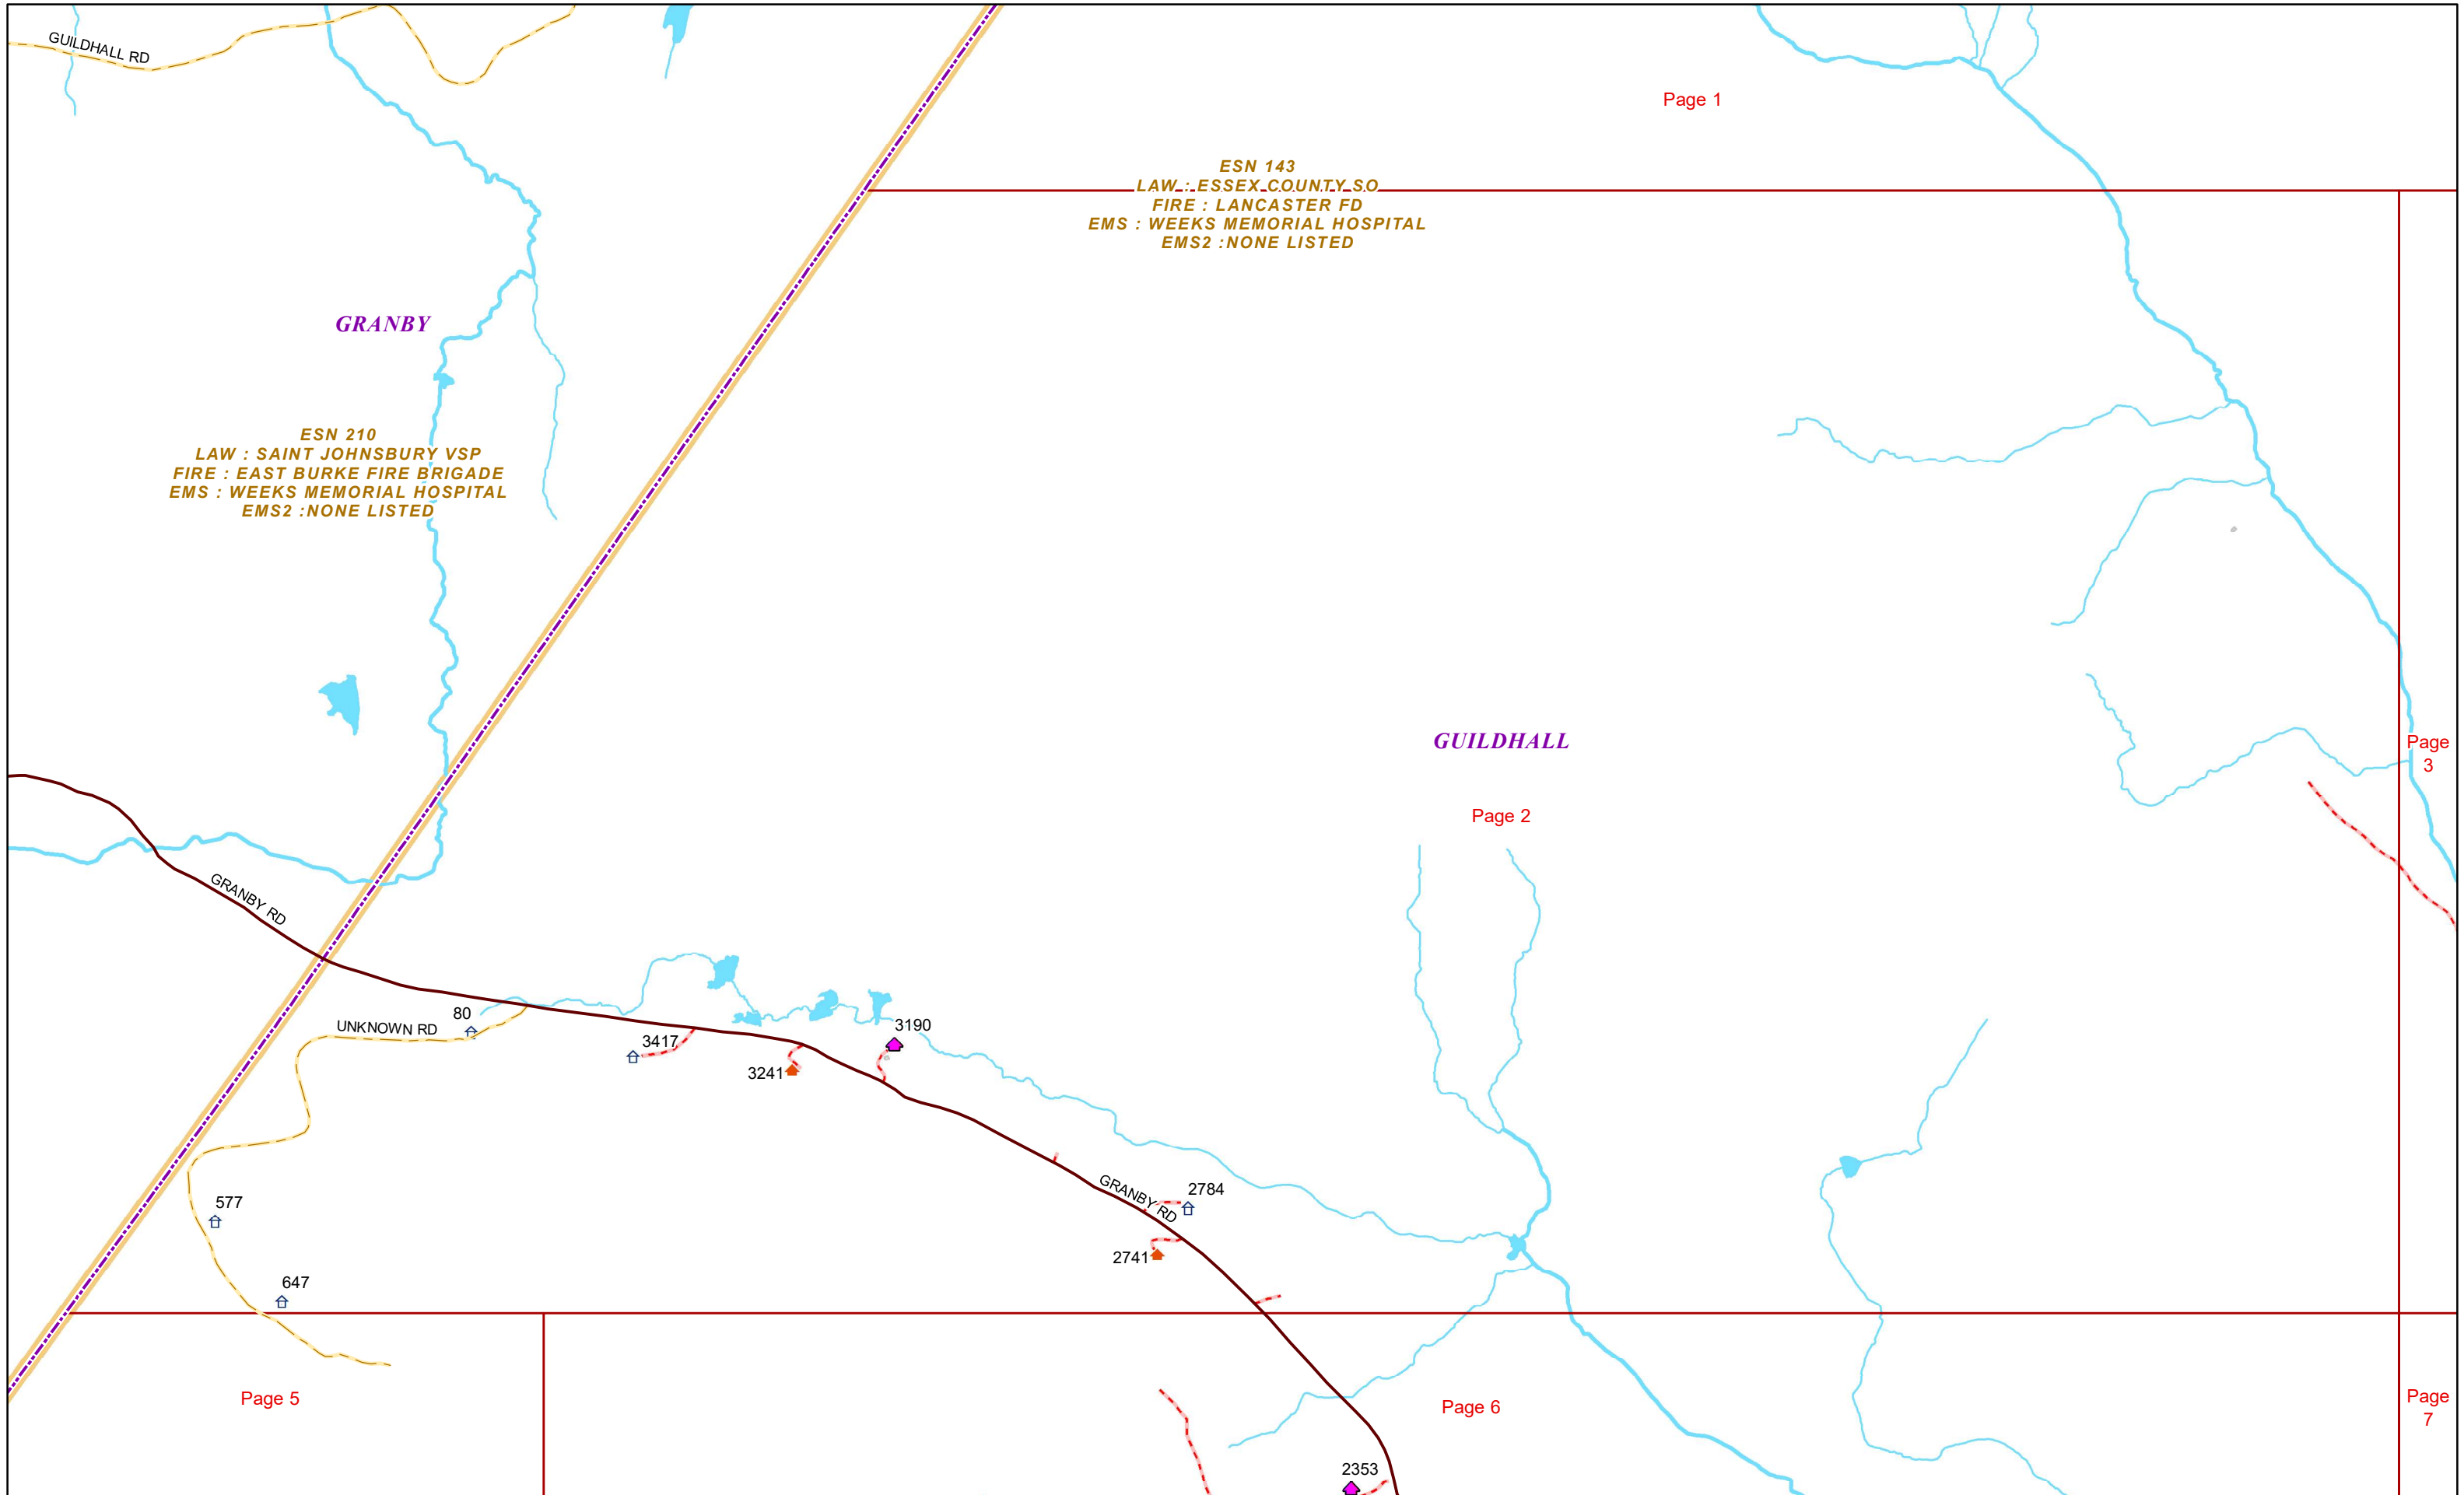 GUILDHALL RD
Page 1
ESN 143
LAW : ESSEX COUNTY SO
FIRE : LANCASTER FD
EMS : WEEKS MEMORIAL HOSPITAL
EMS2 :NONE LISTED
GRANBY
ESN 210
LAW : SAINT JOHNSBURY VSP
FIRE : EAST BURKE FIRE BRIGADE
EMS : WEEKS MEMORIAL HOSPITAL
EMS2 :NONE LISTED
GUILDHALL
Page
3
Page 2
GRANBY RD
80
UNKNOWN RD
3417
3190
3241
577
GRANBY RD
2784
2741
647
Page 5
Page 6
Page
7
2353